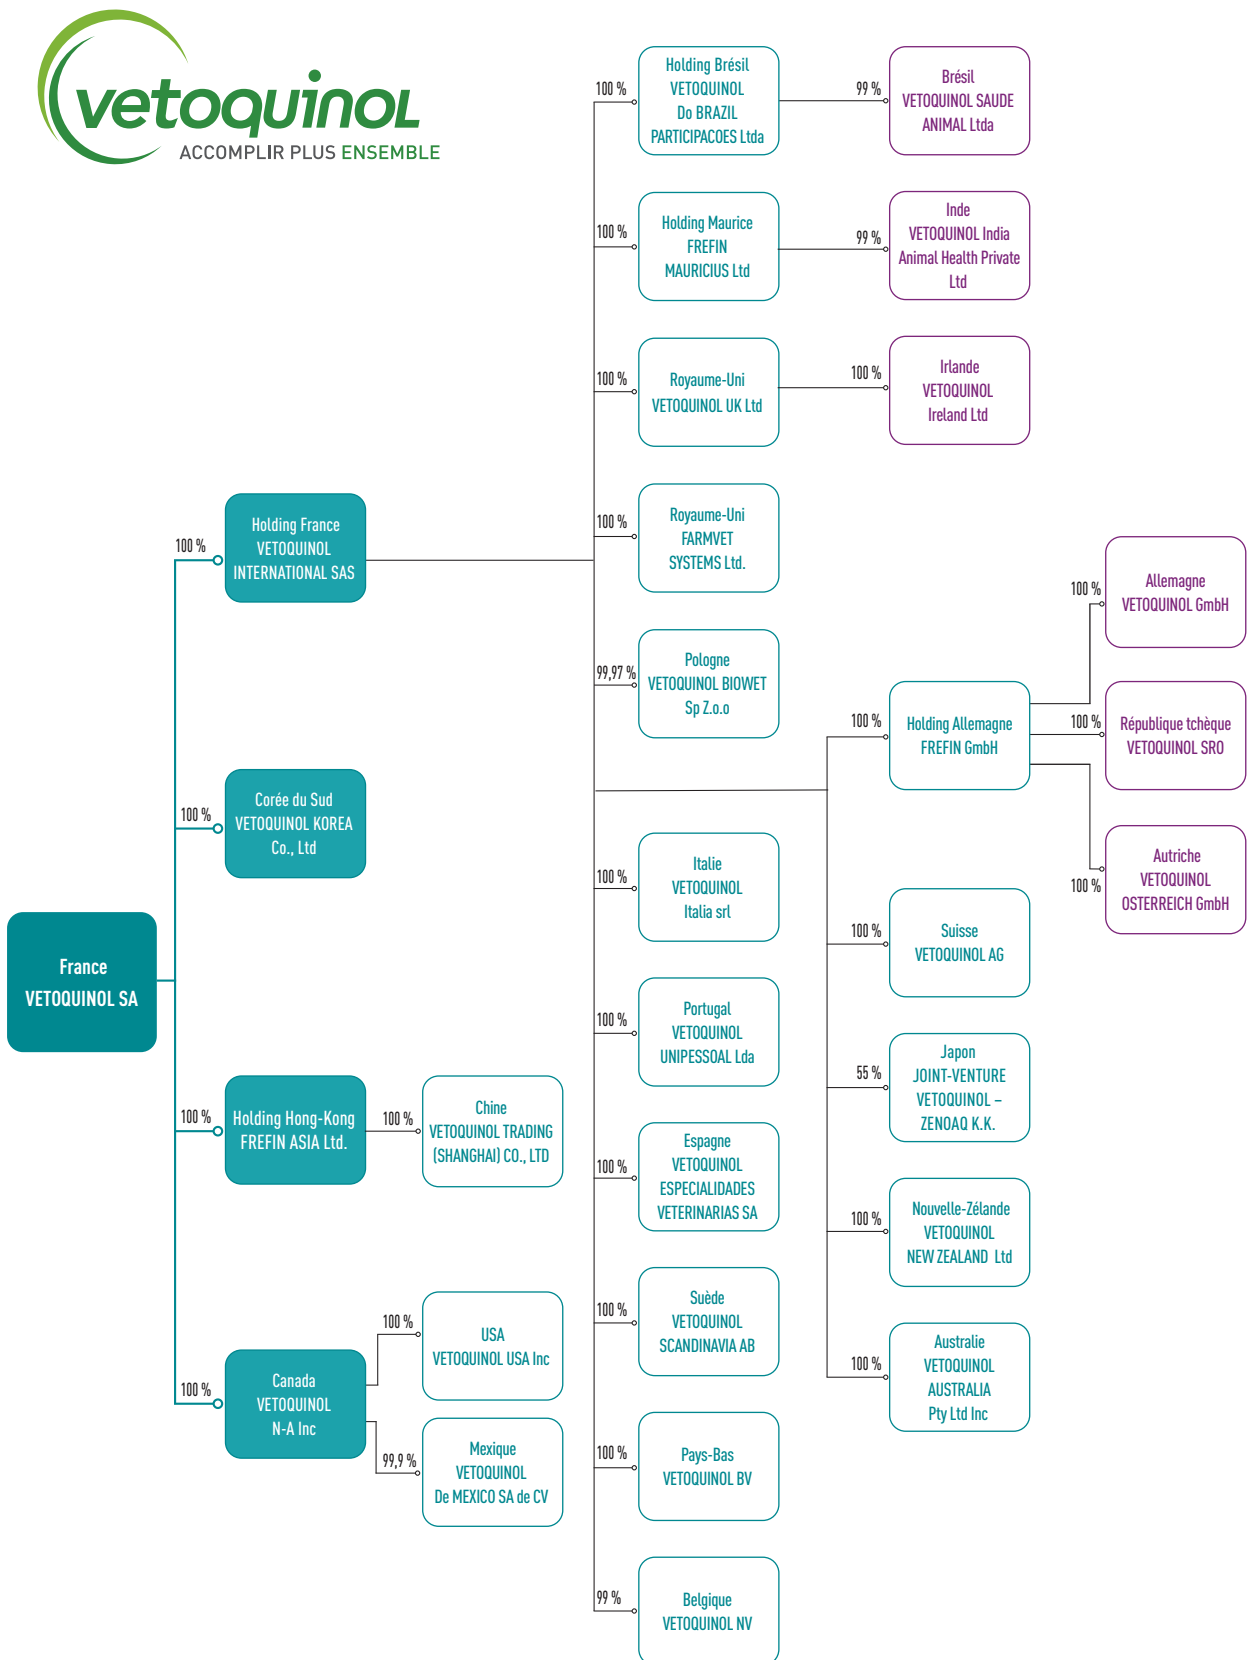 vetoquinol
ACCOMPLIR PLUS ENSEMBLE
France
VETOQUINOL SA
100 %
Holding France
VETOQUINOL
INTERNATIONAL SAS
100 %
Corée du Sud
VETOQUINOL KOREA
Co., Ltd
100 %
Holding Hong-Kong
FREFIN ASIA Ltd.
100 %
Chine
VETOQUINOL TRADING
(SHANGHAI) CO., LTD
100 %
Canada
VETOQUINOL
N-A Inc
100 %
USA
VETOQUINOL USA Inc
99,9 %
Mexique
VETOQUINOL
De MEXICO SA de CV
100 %
Holding Brésil
VETOQUINOL
Do BRAZIL
PARTICIPACOES Ltda
99 %
Brésil
VETOQUINOL SAUDE
ANIMAL Ltda
100 %
Holding Maurice
FREFIN
MAURICIUS Ltd
99 %
Inde
VETOQUINOL India
Animal Health Private
Ltd
100 %
Royaume-Uni
VETOQUINOL UK Ltd
100 %
Irlande
VETOQUINOL
Ireland Ltd
100 %
Royaume-Uni
FARMVET
SYSTEMS Ltd.
99,97 %
Pologne
VETOQUINOL BIOWET
Sp Z.o.o
100 %
Italie
VETOQUINOL
Italia srl
100 %
Portugal
VETOQUINOL
UNIPESSOAL Lda
100 %
Espagne
VETOQUINOL
ESPECIALIDADES
VETERINARIAS SA
100 %
Suède
VETOQUINOL
SCANDINAVIA AB
100 %
Pays-Bas
VETOQUINOL BV
99 %
Belgique
VETOQUINOL NV
100 %
Holding Allemagne
FREFIN GmbH
100 %
Allemagne
VETOQUINOL GmbH
100 %
République tchèque
VETOQUINOL SRO
100 %
Autriche
VETOQUINOL
OSTERREICH GmbH
100 %
Suisse
VETOQUINOL AG
55 %
Japon
JOINT-VENTURE
VETOQUINOL –
ZENOAQ K.K.
100 %
Nouvelle-Zélande
VETOQUINOL
NEW ZEALAND Ltd
100 %
Australie
VETOQUINOL
AUSTRALIA
Pty Ltd Inc